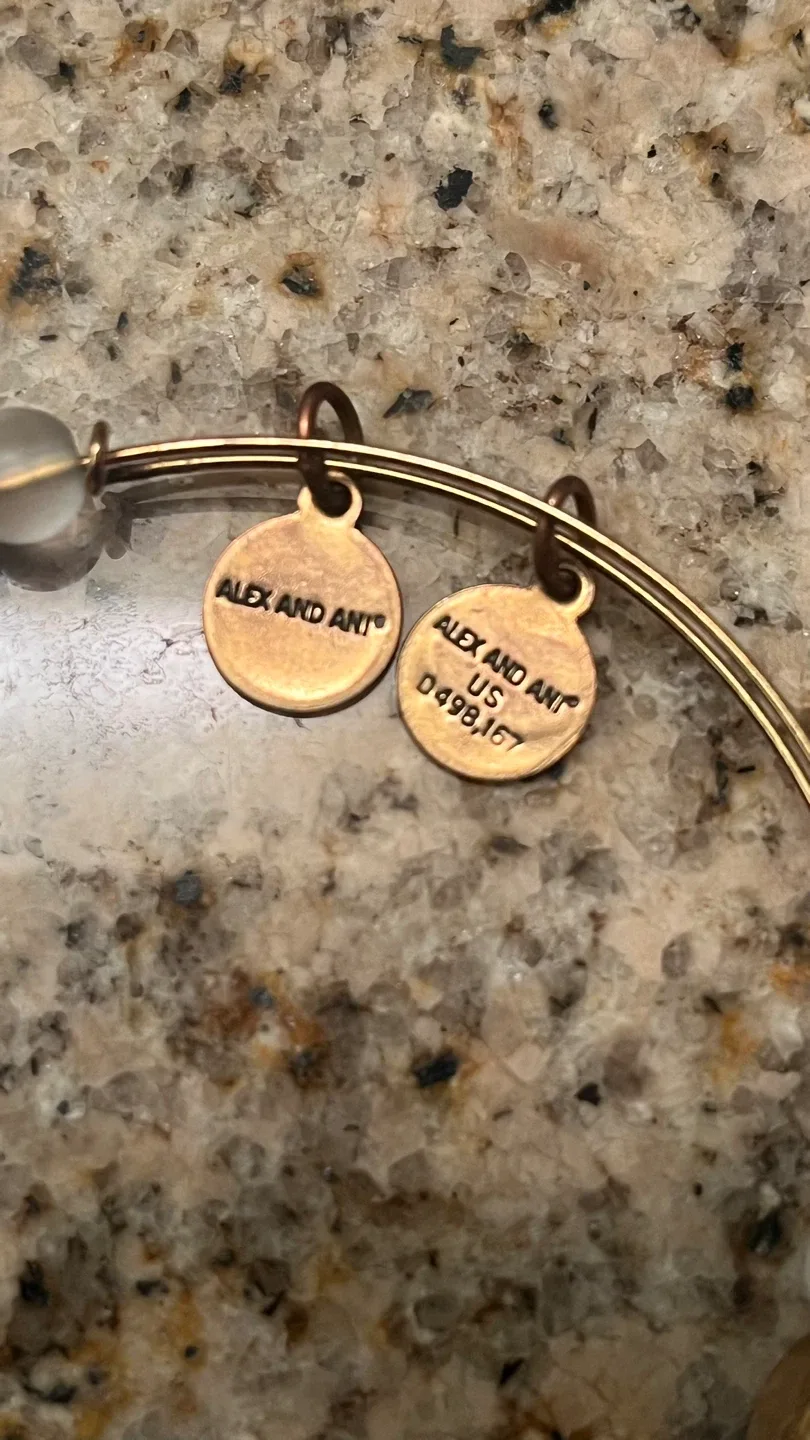 ALEX AND ANI®
ALEX AND ANI®
US
D498,167